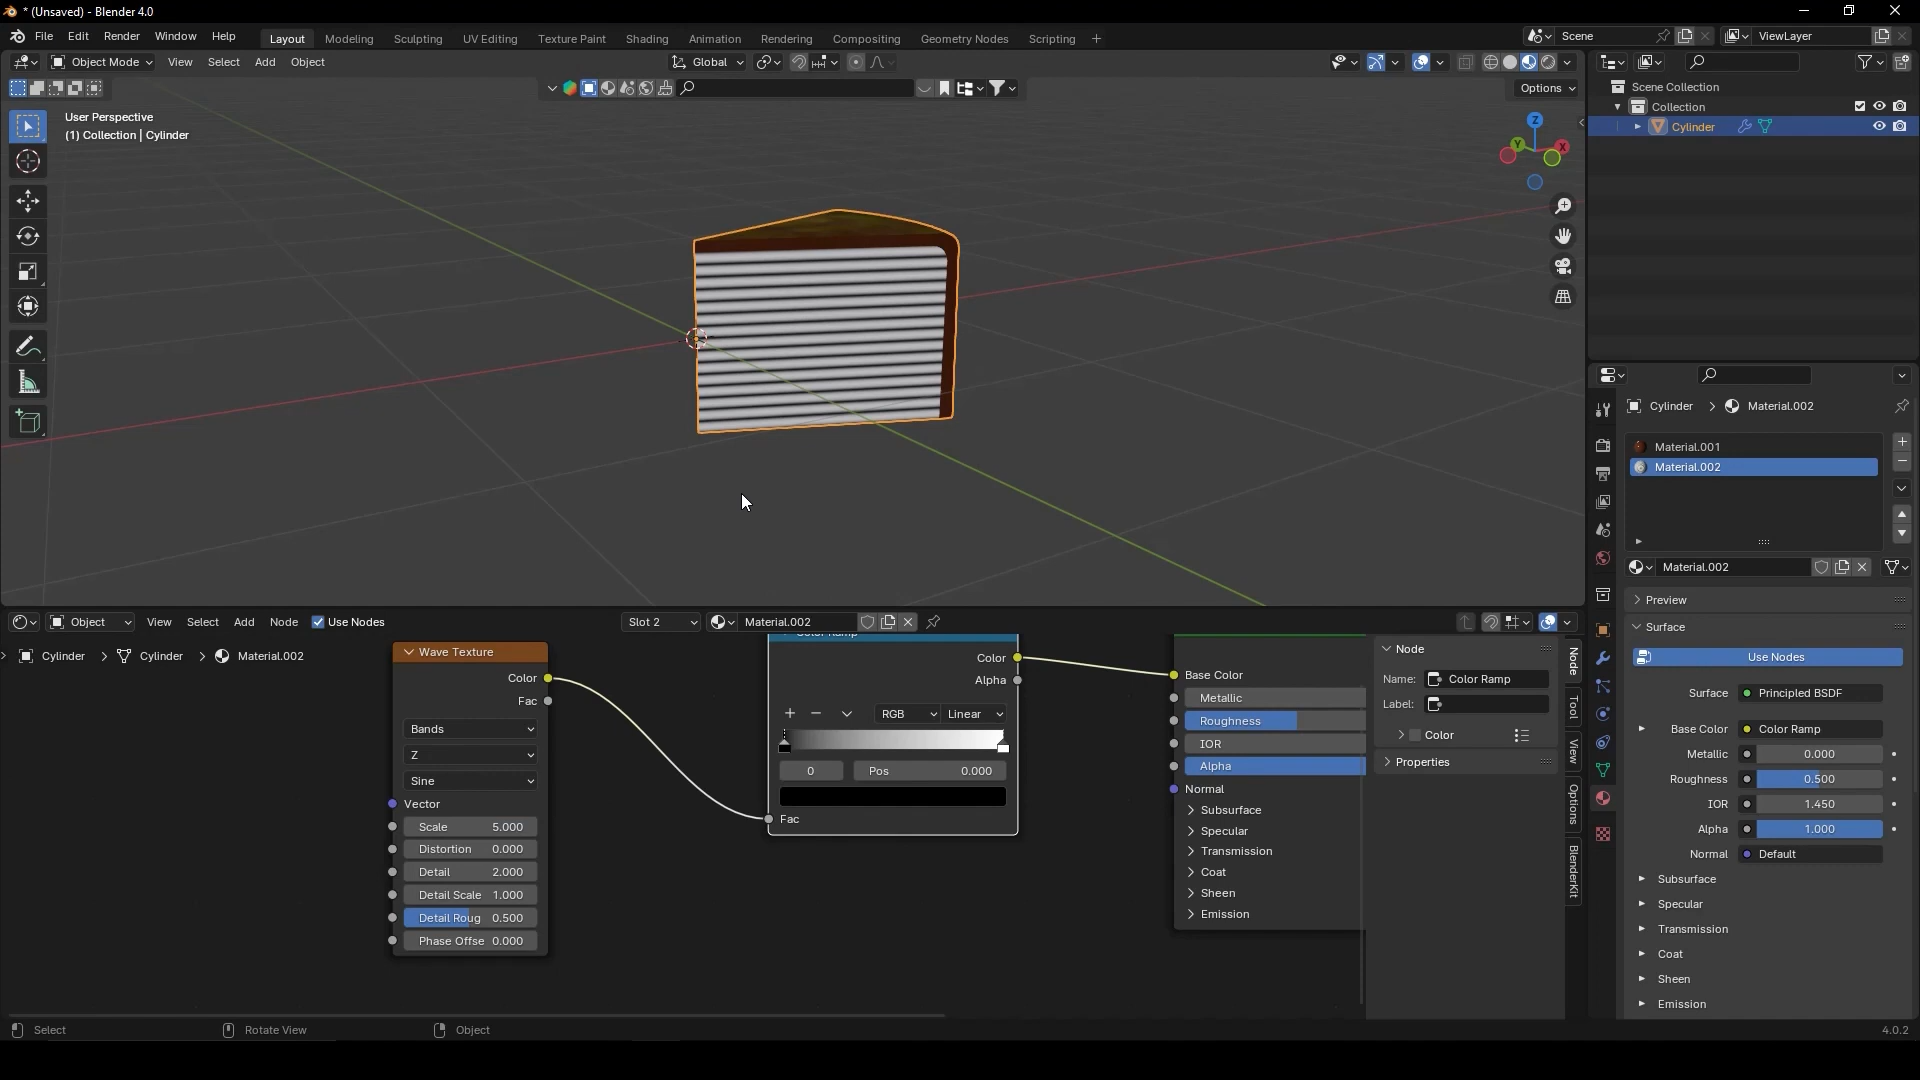 * (Unsaved) - Blender 4.0
File Edit Render Window Help
Layout Modeling Sculpting UV Editing Texture Paint Shading Animation Rendering Compositing Geometry Nodes Scripting +
Scene
ViewLayer
Object Mode View Select Add Object
Global
Options
User Perspective
(1) Collection | Cylinder
Z
Y
X
Scene Collection
Collection
Cylinder
Cylinder > Material.002
Material.001
Material.002
Material.002
Preview
Surface
Use Nodes
Surface Principled BSDF
Base Color Color Ramp
Metallic 0.000
Roughness 0.500
IOR 1.450
Alpha 1.000
Normal Default
Subsurface
Specular
Transmission
Coat
Sheen
Emission
Object View Select Add Node Use Nodes
Slot 2
Material.002
Cylinder > Cylinder > Material.002
Wave Texture
Color
Fac
Bands
Z
Sine
Vector
Scale 5.000
Distortion 0.000
Detail 2.000
Detail Scale 1.000
Detail Roug 0.500
Phase Offse 0.000
Color
Alpha
RGB
Linear
0
Pos 0.000
Fac
Base Color
Metallic
Roughness
IOR
Alpha
Normal
Subsurface
Specular
Transmission
Coat
Sheen
Emission
Node
Name: Color Ramp
Label:
Color
Properties
Node
Tool
View
Options
BlenderKit
Select
Rotate View
Object
4.0.2